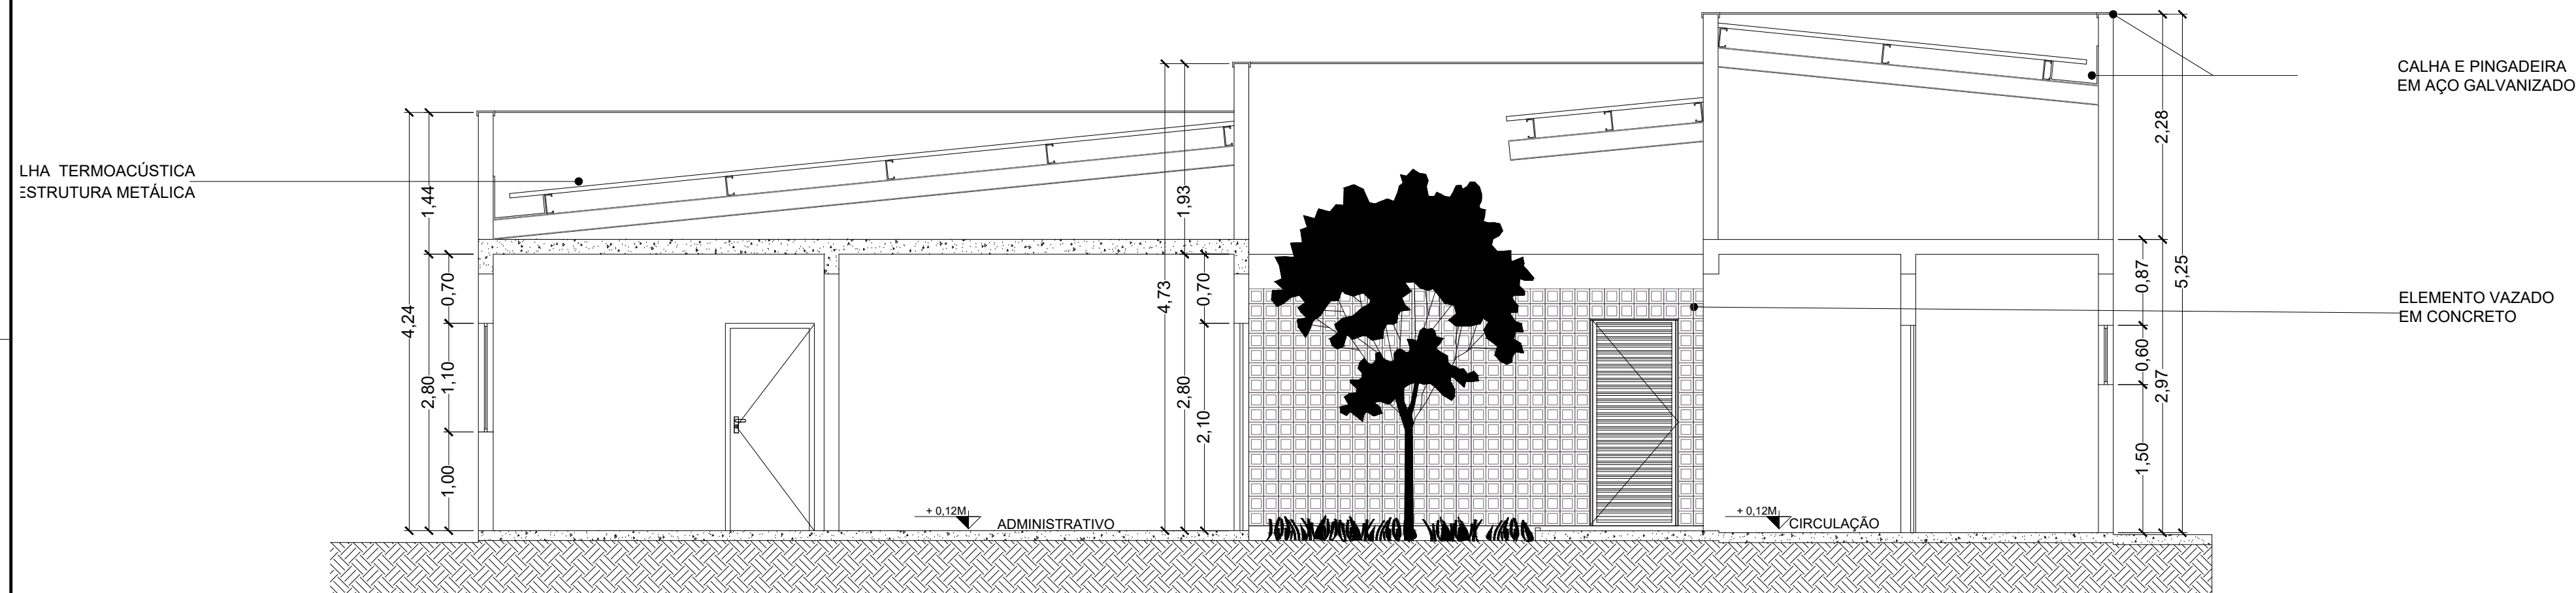 CALHA E PINGADEIRA
EM AÇO GALVANIZADO
LHA TERMOACÚSTICA
ESTRUTURA METÁLICA
ELEMENTO VAZADO
EM CONCRETO
4,24
1,44
2,80
0,70
1,10
1,00
4,73
1,93
2,80
0,70
2,10
2,28
5,25
0,87
0,60
2,97
1,50
+ 0,12M
ADMINISTRATIVO
+ 0,12M
CIRCULAÇÃO